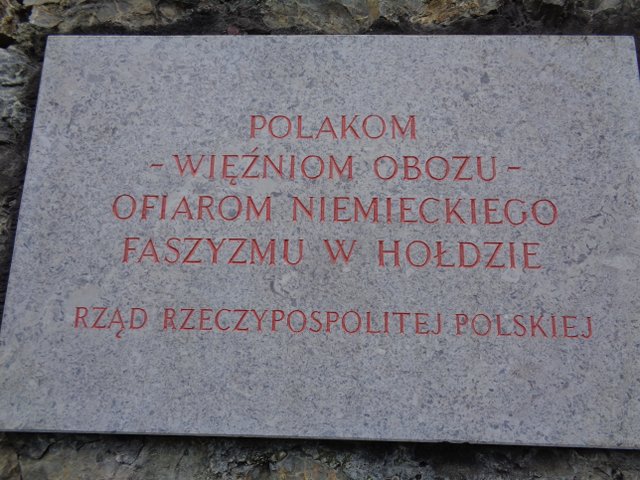 POLAKOM
- WIĘŹNIOM OBOZU -
OFIAROM NIEMIECKIEGO
FASZYZMU W HOŁDZIE
RZĄD RZECZYPOSPOLITEJ POLSKIEJ